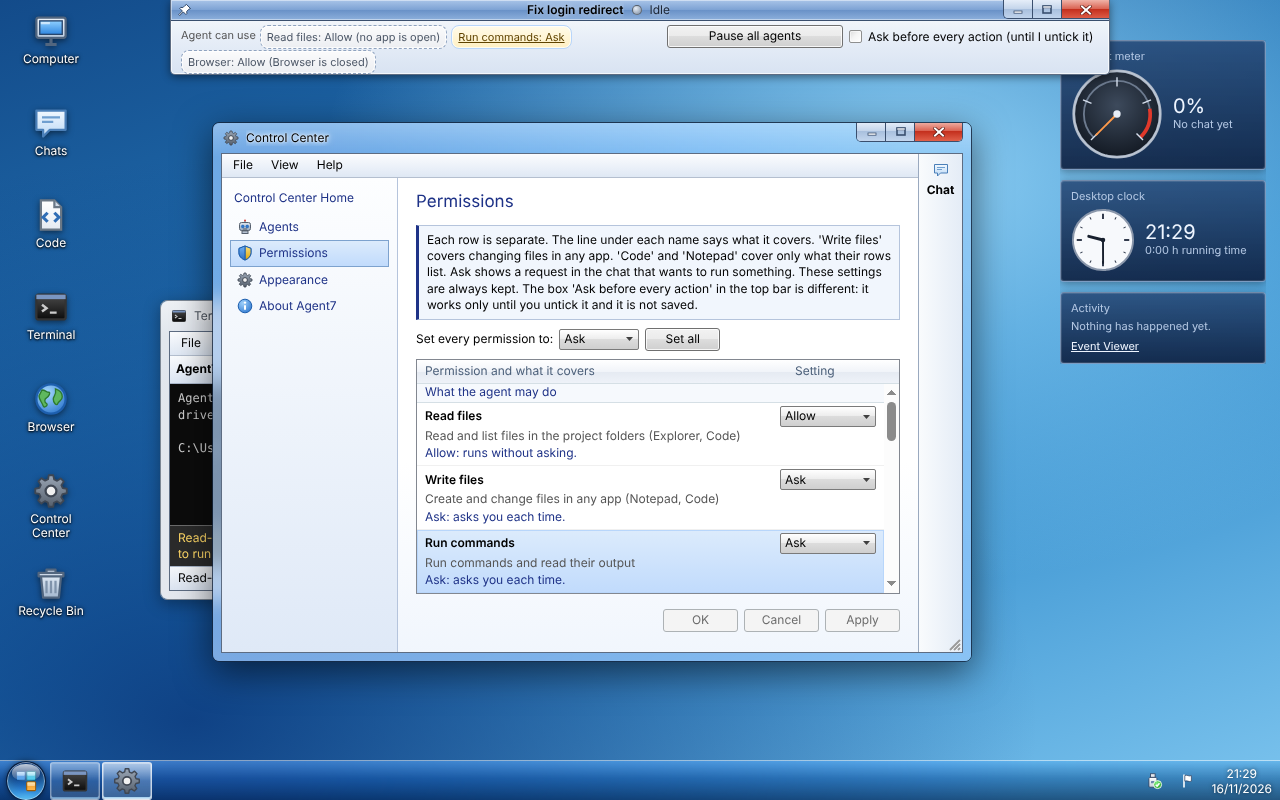 Fix login redirect
Idle
Agent can use
Read files: Allow (no app is open)
Run commands: Ask
Pause all agents
Ask before every action (until I untick it)
Browser: Allow (Browser is closed)
Computer
Chats
Code
Terminal
Browser
Control
Center
Recycle Bin
meter
0%
No chat yet
Desktop clock
21:29
0:00 h running time
Activity
Nothing has happened yet.
Event Viewer
File
Agent
Agent
drive
C:\Us
Read-
to run
Read-
Control Center
File
View
Help
Chat
Control Center Home
Agents
Permissions
Appearance
About Agent7
Permissions
Each row is separate. The line under each name says what it covers. 'Write files'
covers changing files in any app. 'Code' and 'Notepad' cover only what their rows
list. Ask shows a request in the chat that wants to run something. These settings
are always kept. The box 'Ask before every action' in the top bar is different: it
works only until you untick it and it is not saved.
Set every permission to:
Ask
Set all
Permission and what it covers
Setting
What the agent may do
Read files
Allow
Read and list files in the project folders (Explorer, Code)
Allow: runs without asking.
Write files
Ask
Create and change files in any app (Notepad, Code)
Ask: asks you each time.
Run commands
Ask
Run commands and read their output
Ask: asks you each time.
OK
Cancel
Apply
21:29
16/11/2026